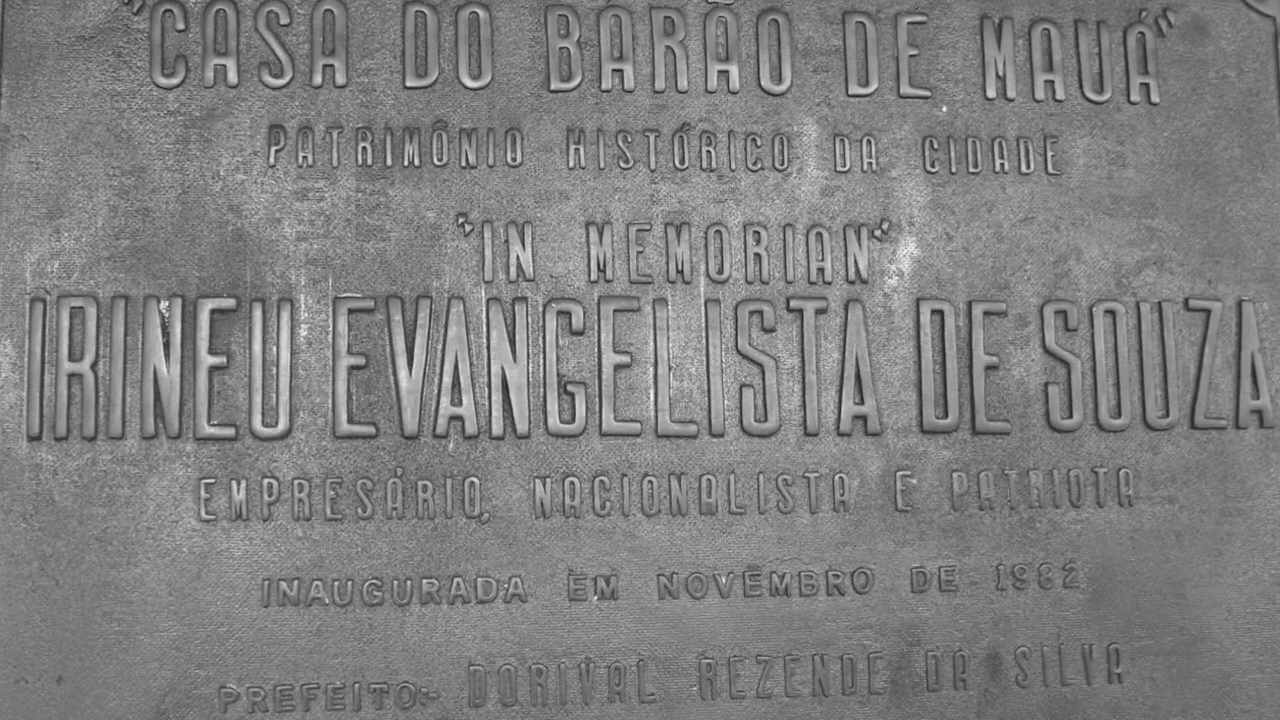 "CASA DO BARÃO DE MAUÁ"
PATRIMÔNIO HISTÓRICO DA CIDADE
"IN MEMORIAN"
IRINEU EVANGELISTA DE SOUZA
EMPRESÁRIO, NACIONALISTA E PATRIOTA
INAUGURADA EM NOVEMBRO DE 1982
PREFEITO:- DORIVAL REZENDE DA SILVA